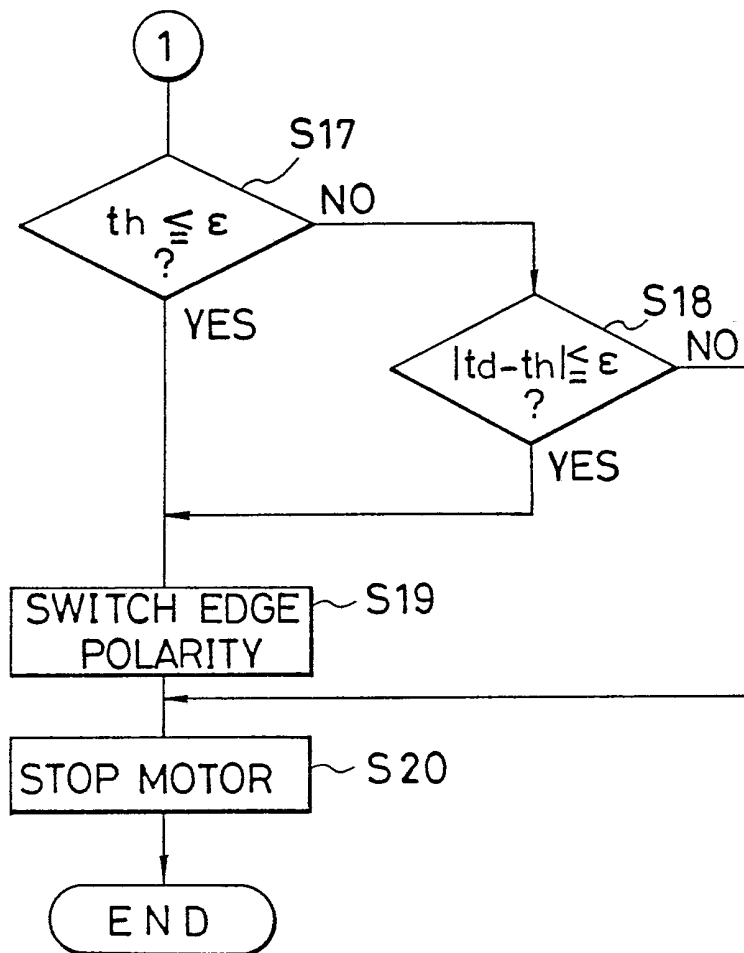 1
S17
th ≦ ε
?
NO
YES
S18
|td-th| ≦ ε
?
NO
YES
SWITCH EDGE
POLARITY
S19
STOP MOTOR
S20
END